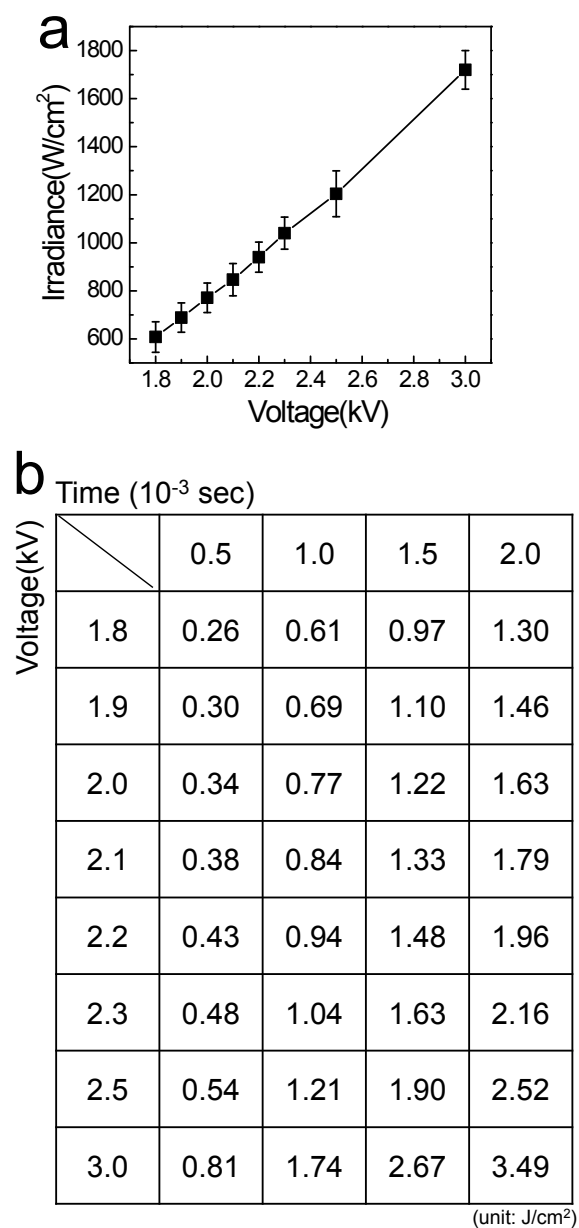 a
1800
1600
1400
1200
1000
800
600
Irradiance(W/cm²)
1.8 2.0 2.2 2.4 2.6 2.8 3.0
Voltage(kV)
b
Time (10⁻³ sec)
Voltage(kV)
0.5 1.0 1.5 2.0
1.8 0.26 0.61 0.97 1.30
1.9 0.30 0.69 1.10 1.46
2.0 0.34 0.77 1.22 1.63
2.1 0.38 0.84 1.33 1.79
2.2 0.43 0.94 1.48 1.96
2.3 0.48 1.04 1.63 2.16
2.5 0.54 1.21 1.90 2.52
3.0 0.81 1.74 2.67 3.49
(unit: J/cm²)